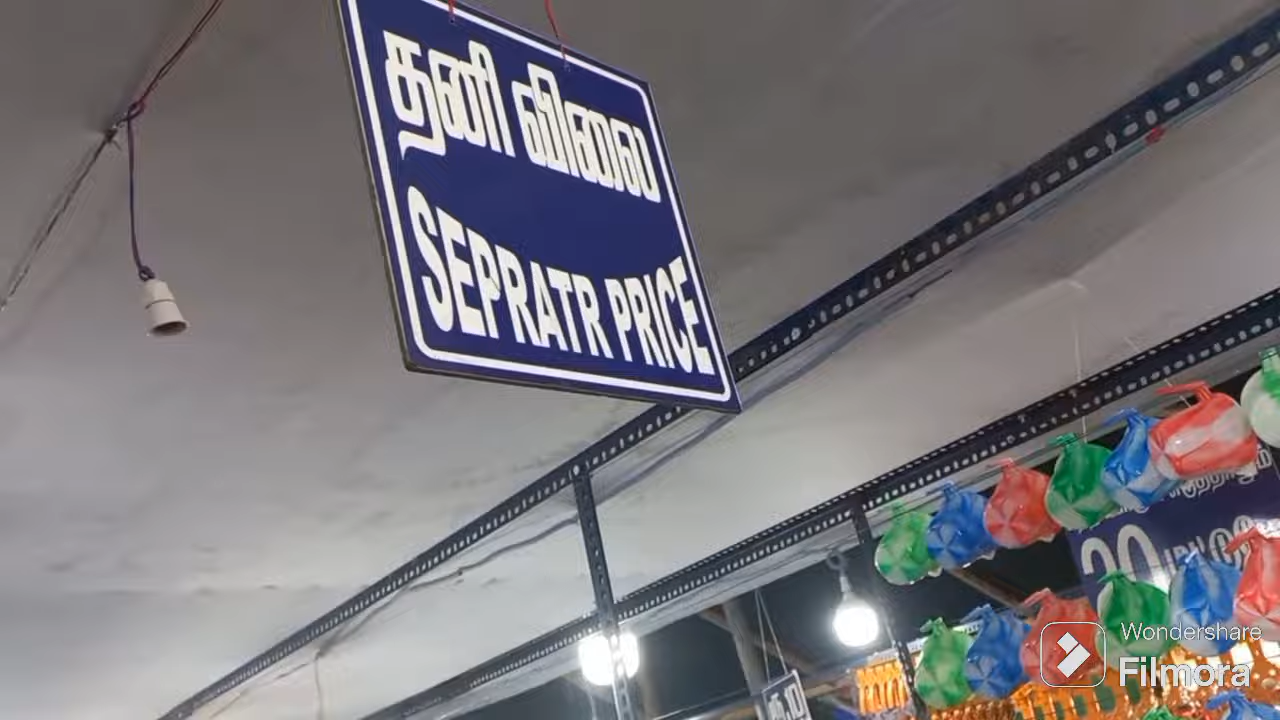 தனி விலை
SEPRATR PRICE
Wondershare
Filmora